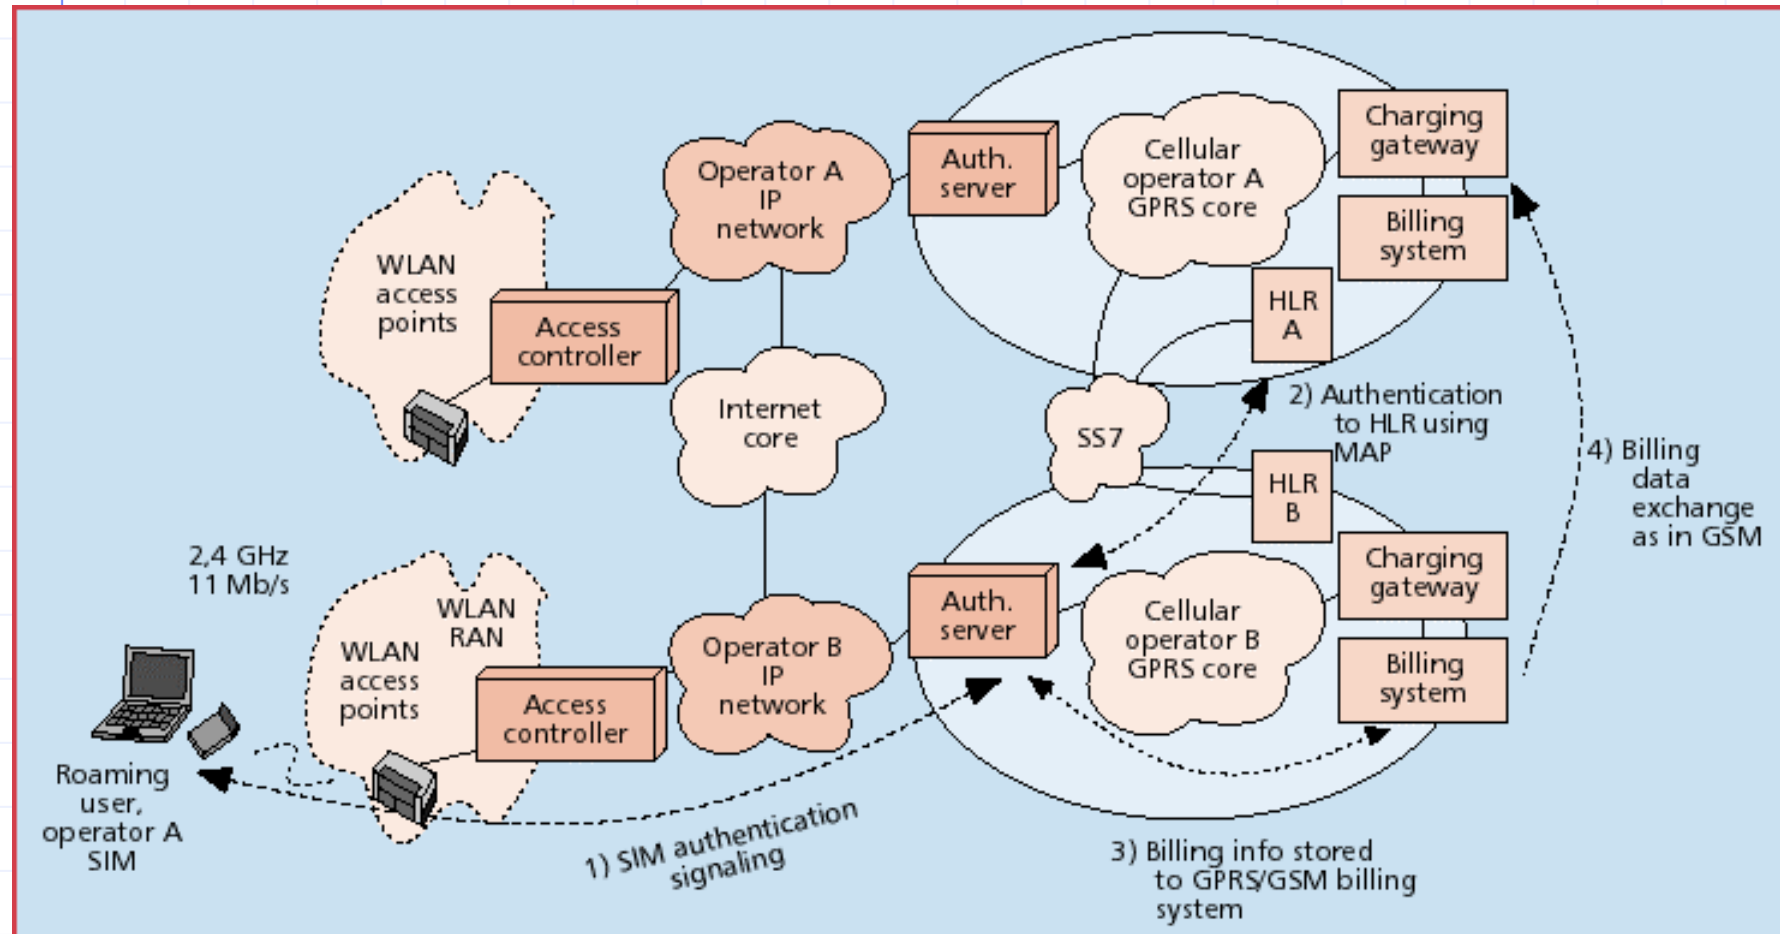 Charging
gateway
Cellular
operator A
GPRS core
Auth.
server
Operator A
IP
network
Billing
system
WLAN
access
points
HLR
A
Access
controller
Internet
core
SS7
2) Authentication
to HLR using
MAP
4) Billing
data
exchange
as in GSM
HLR
B
2,4 GHz
11 Mb/s
Charging
gateway
WLAN
RAN
Auth.
server
Cellular
operator B
GPRS core
WLAN
access
points
Operator B
IP
network
Billing
system
Access
controller
Roaming
user,
operator A
SIM
1) SIM authentication
signaling
3) Billing info stored
to GPRS/GSM billing
system